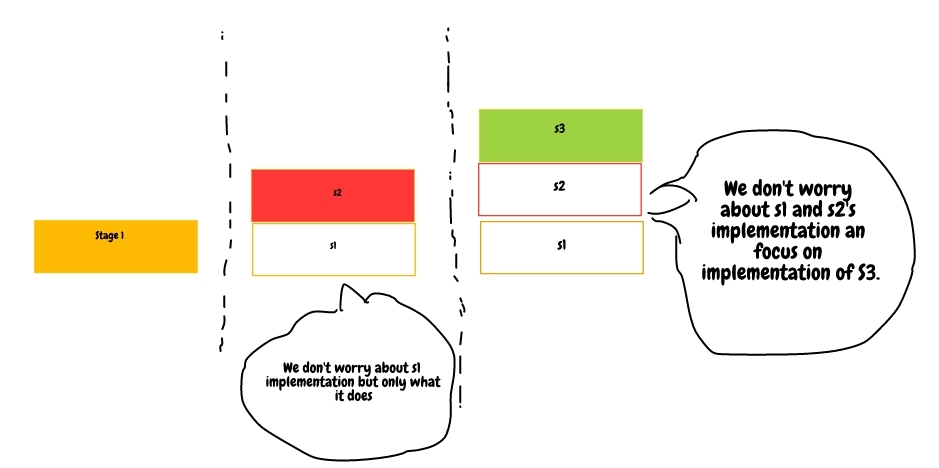 Stage 1
s2
s1
We don't worry about s1
implementation but only what
it does
S3
s2
s1
We don't worry
about s1 and s2's
implementation an
focus on
implementation of S3.